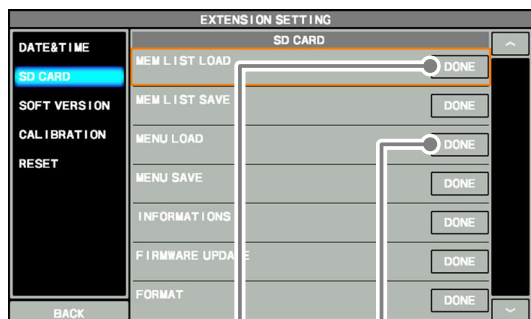 EXTENSION SETTING
DATE&TIME
SD CARD
SOFT VERSION
CALIBRATION
RESET
BACK
SD CARD
MEM LIST LOAD DONE
MEM LIST SAVE DONE
MENU LOAD DONE
MENU SAVE DONE
INFORMATIONS DONE
FIRMWARE UPDATE DONE
FORMAT DONE